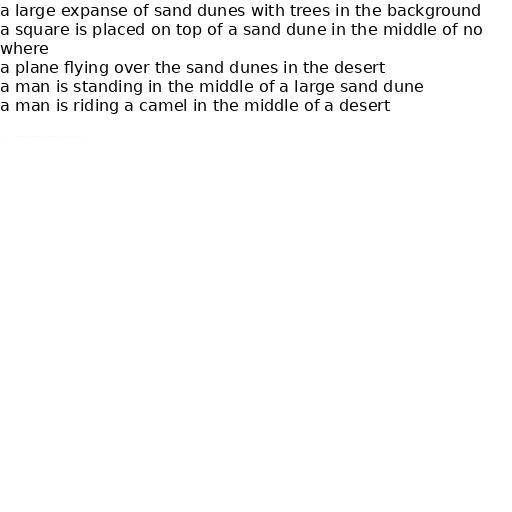 a large expanse of sand dunes with trees in the background
a square is placed on top of a sand dune in the middle of no
where
a plane flying over the sand dunes in the desert
a man is standing in the middle of a large sand dune
a man is riding a camel in the middle of a desert